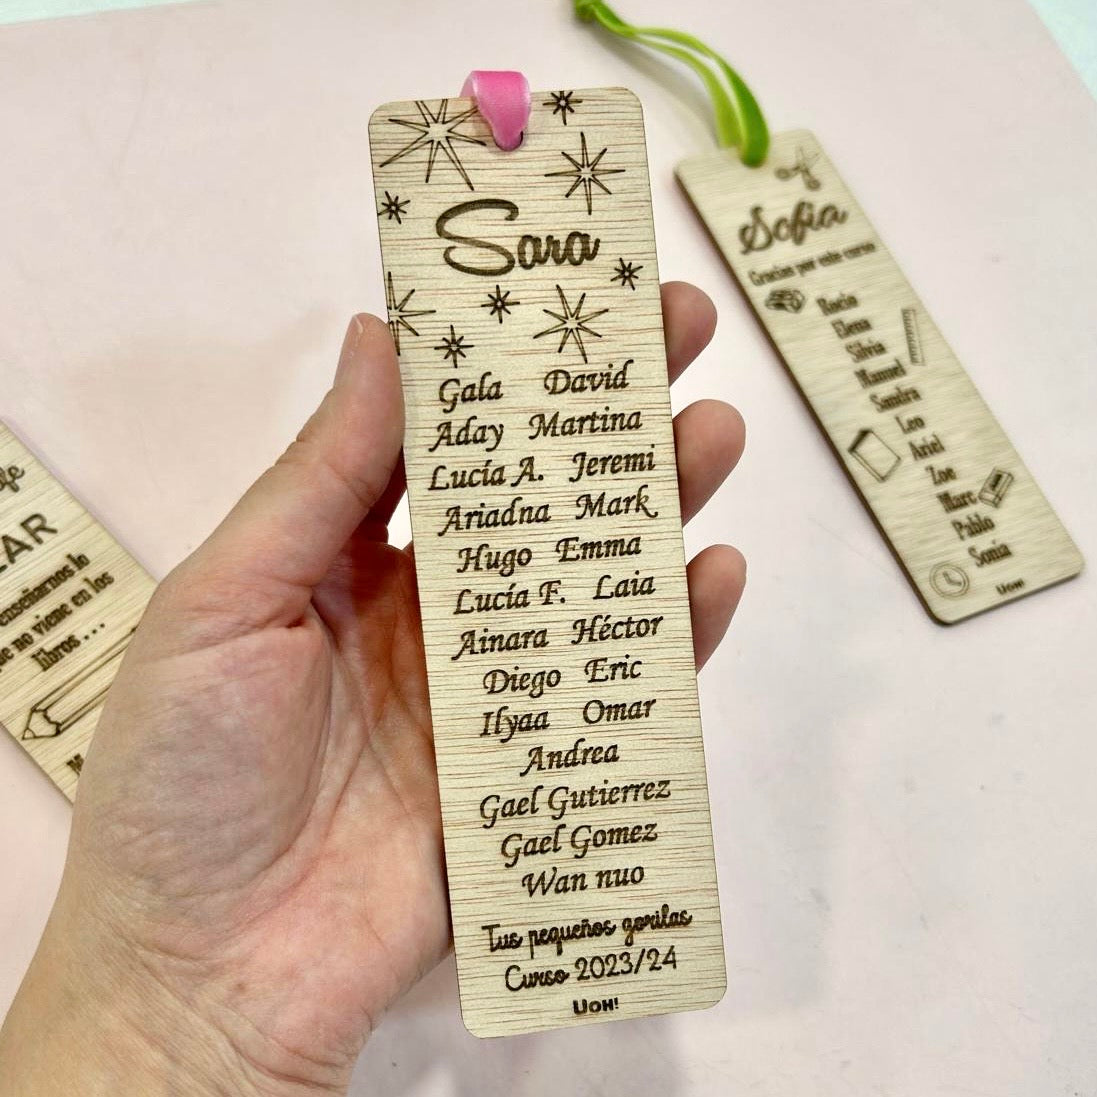 Sara
Gala David
Aday Martina
Lucía A. Jeremi
Ariadna Mark
Hugo Emma
Lucía F. Laia
Ainara Héctor
Diego Eric
Ilyaa Omar
Andrea
Gael Gutierrez
Gael Gomez
Wan nuo
Tus pequeños gorilas
Curso 2023/24
UOH!
Sofia
Gracias por este curso
Rocio
Elena
Silvia
Manuel
Sandra
Leo
Ariel
Zoe
Marc
Pablo
Sonia
UOH!
enseñarnos lo
que no viene en los
libros ...